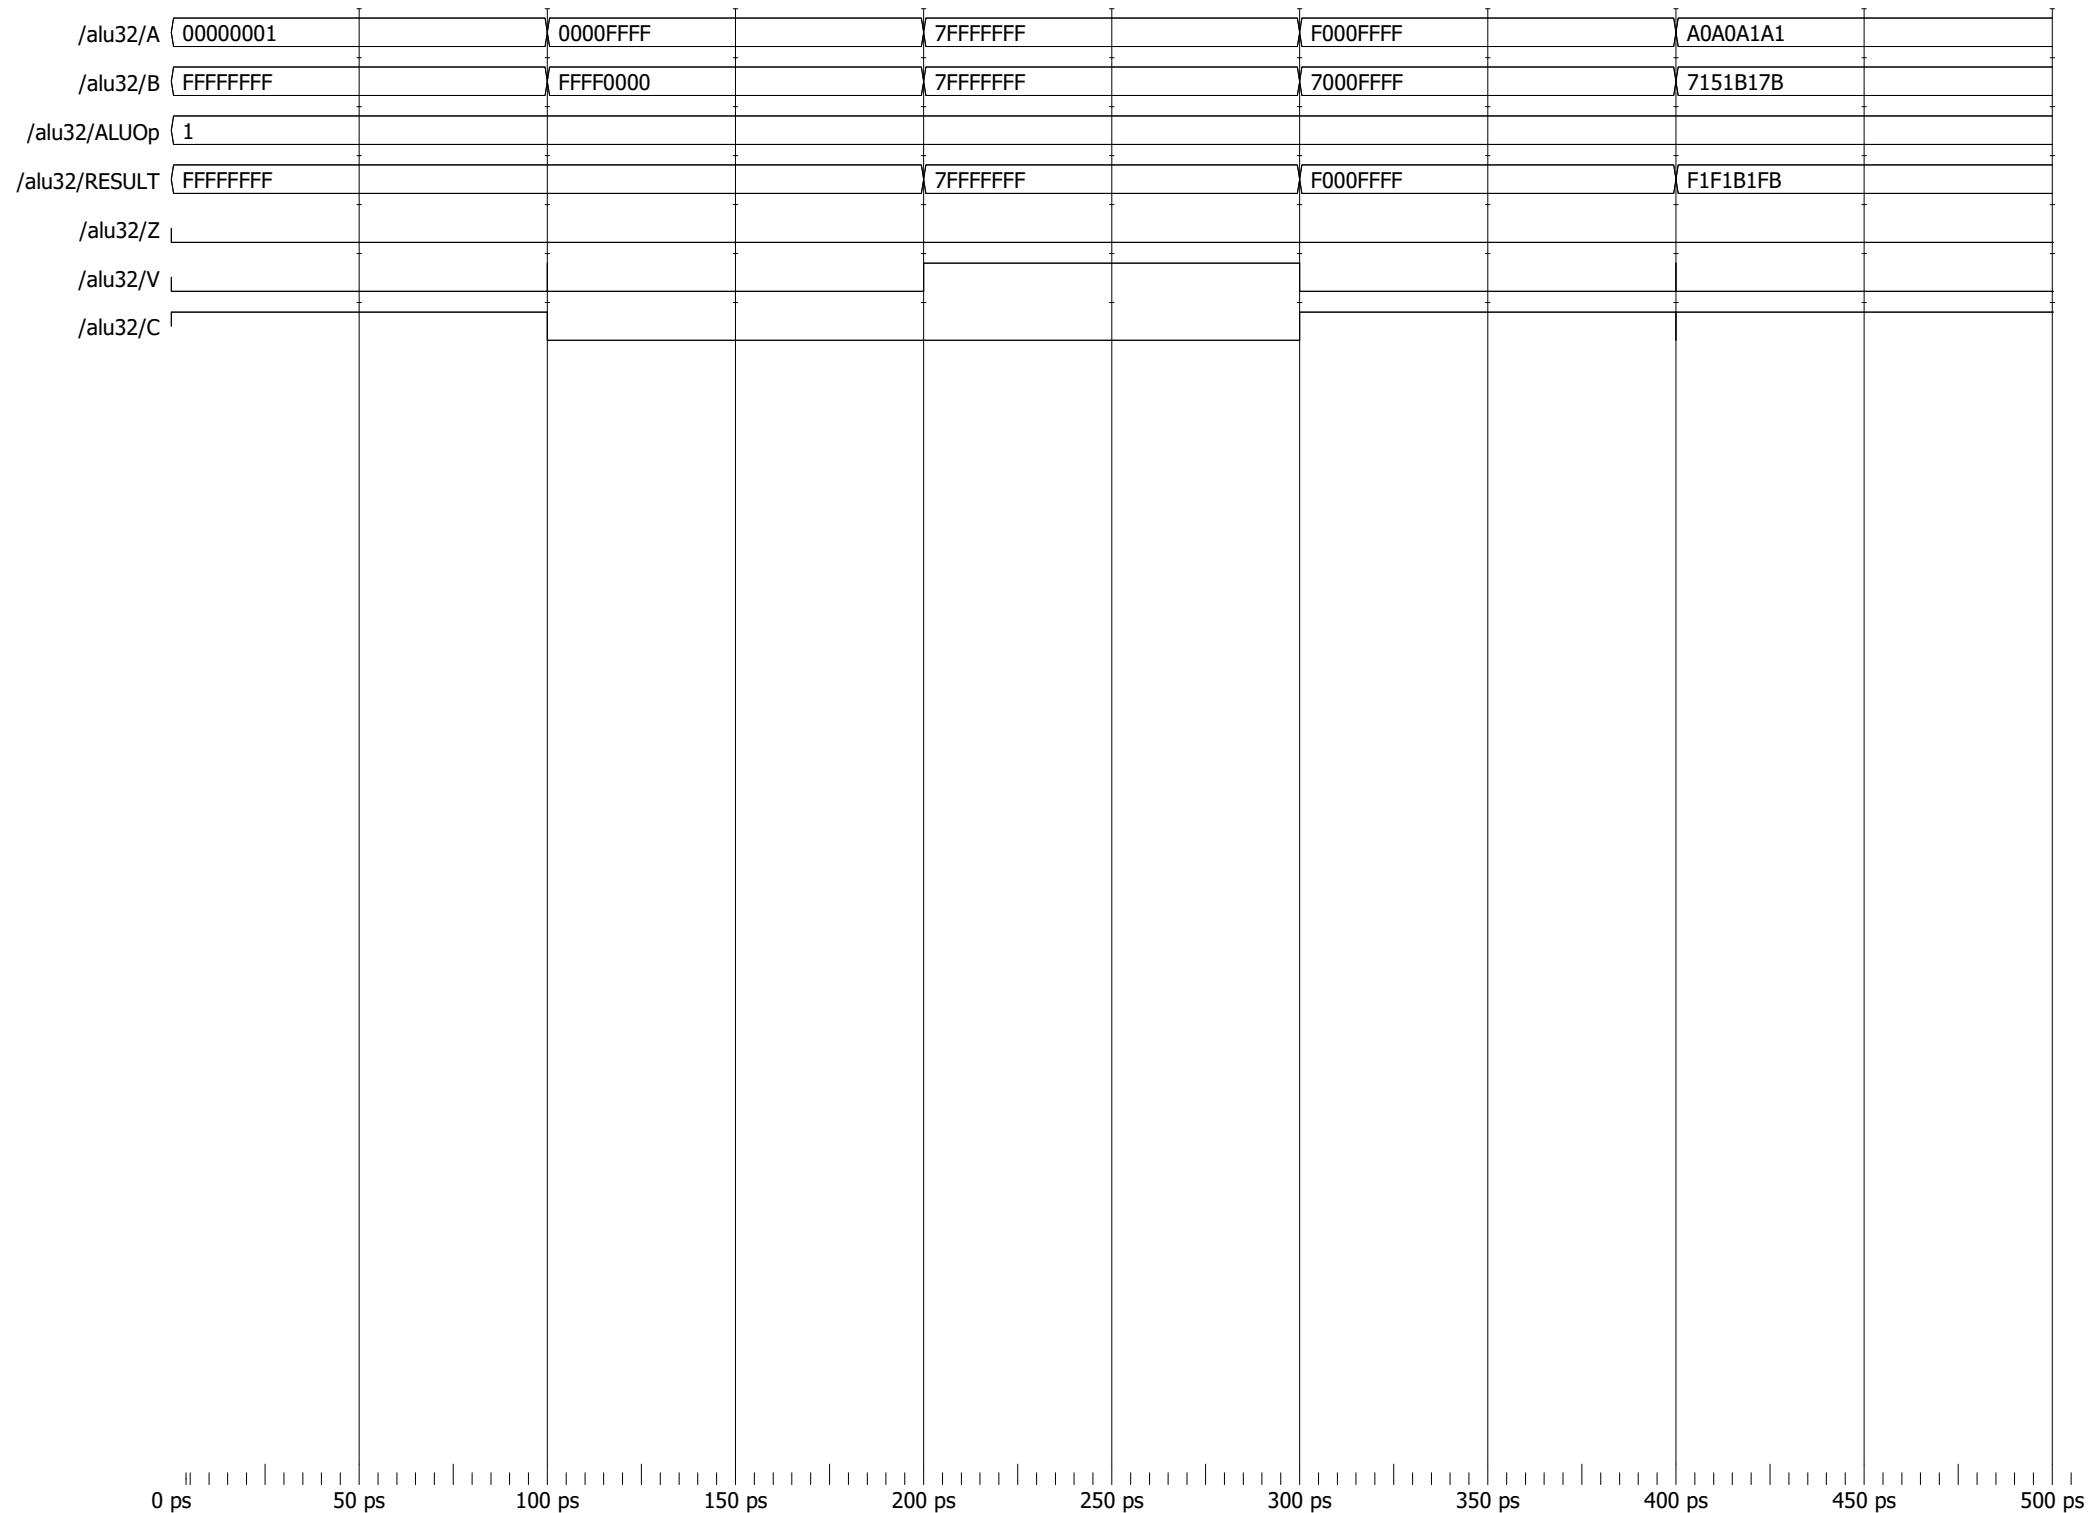 /alu32/A 00000001 0000FFFF 7FFFFFFF F000FFFF A0A0A1A1
/alu32/B FFFFFFFF FFFF0000 7FFFFFFF 7000FFFF 7151B17B
/alu32/ALUOp 1
/alu32/RESULT FFFFFFFF 7FFFFFFF F000FFFF F1F1B1FB
/alu32/Z
/alu32/V
/alu32/C
0 ps 50 ps 100 ps 150 ps 200 ps 250 ps 300 ps 350 ps 400 ps 450 ps 500 ps